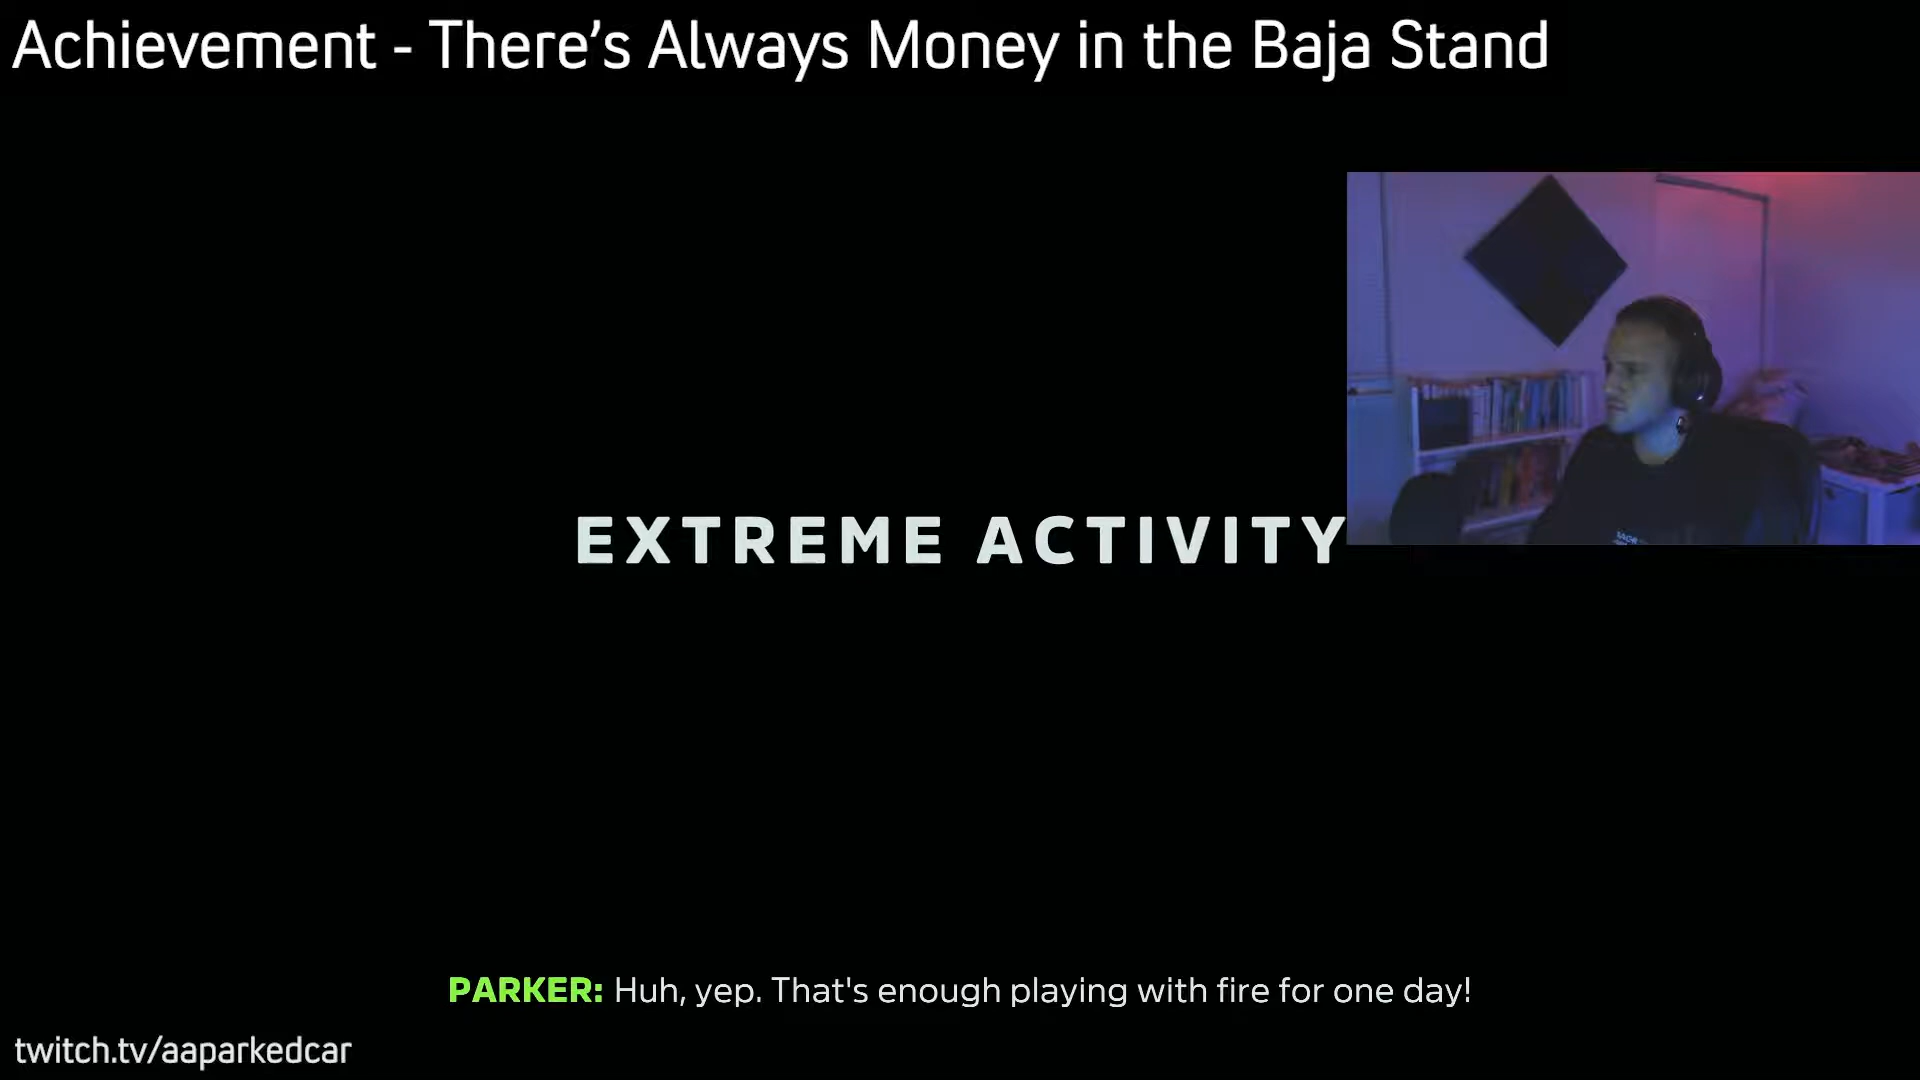 Achievement - There’s Always Money in the Baja Stand
EXTREME ACTIVITY
PARKER: Huh, yep. That's enough playing with fire for one day!
twitch.tv/aaparkedcar